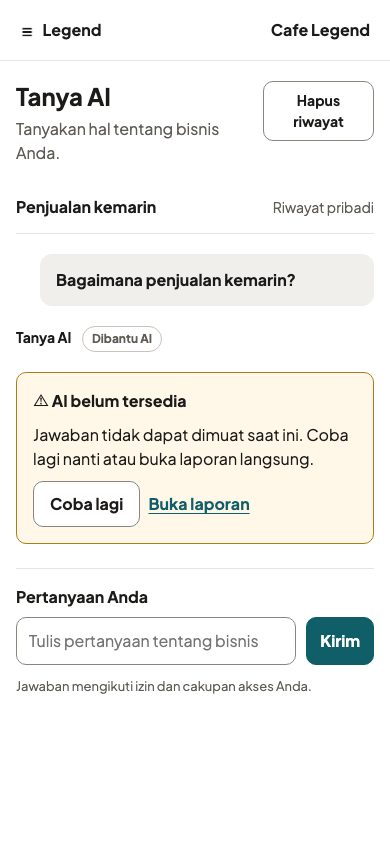 ≡ Legend
Cafe Legend
Tanya AI
Hapus
riwayat
Tanyakan hal tentang bisnis
Anda.
Penjualan kemarin
Riwayat pribadi
Bagaimana penjualan kemarin?
Tanya AI
Dibantu AI
⚠ AI belum tersedia
Jawaban tidak dapat dimuat saat ini. Coba
lagi nanti atau buka laporan langsung.
Coba lagi
Buka laporan
Pertanyaan Anda
Tulis pertanyaan tentang bisnis
Kirim
Jawaban mengikuti izin dan cakupan akses Anda.